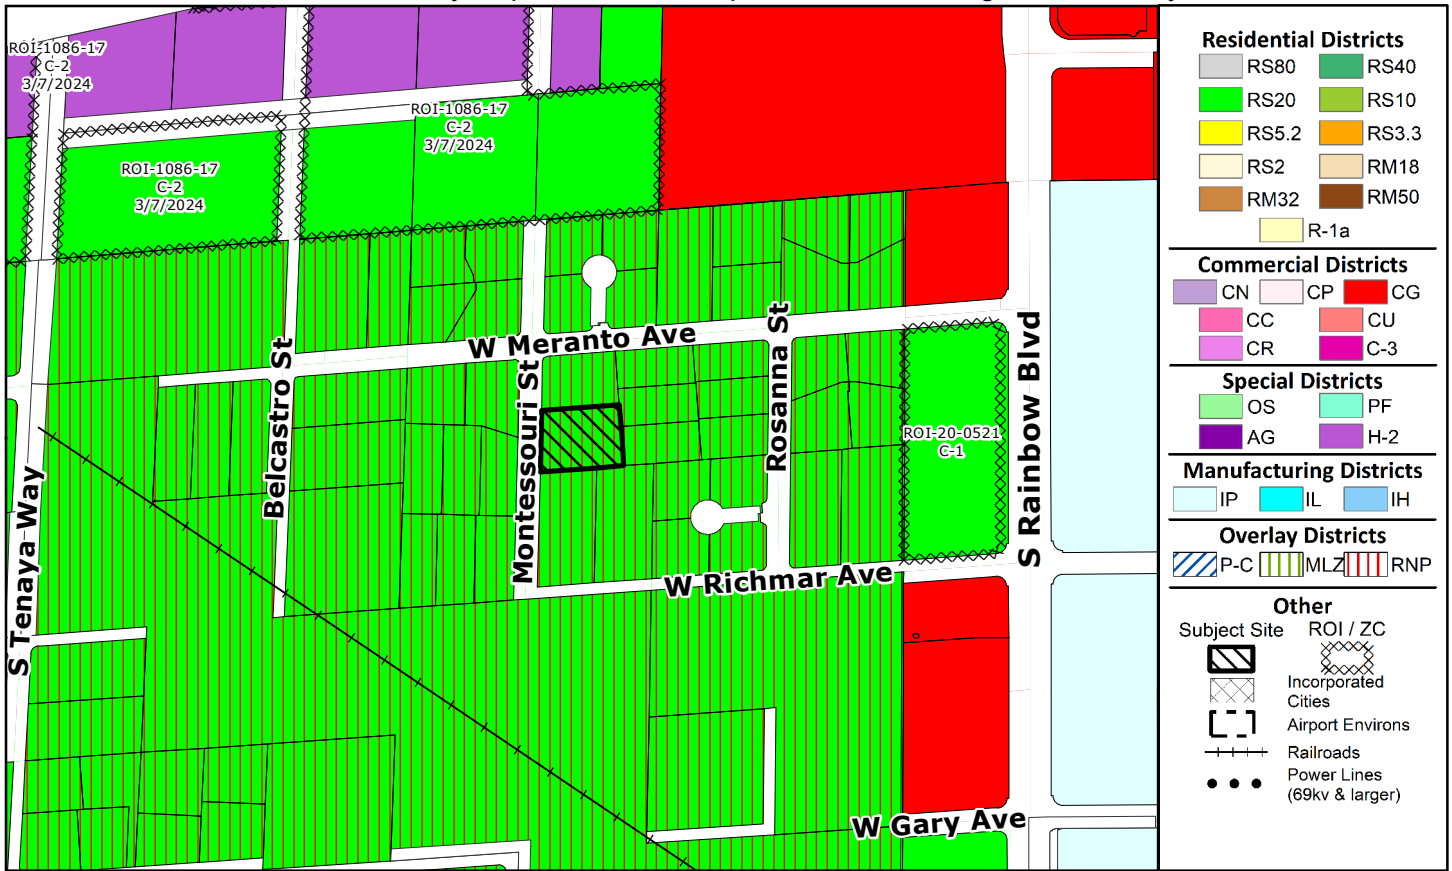 ROI-1086-17
C-2
3/7/2024
ROI-1086-17
C-2
3/7/2024
ROI-1086-17
C-2
3/7/2024
W Meranto Ave
Belcastro St
Montessouri St
Rosanna St
S Rainbow Blvd
S Tenaya Way
ROI-20-0521
C-1
W Richmar Ave
W Gary Ave
Residential Districts
RS80 RS40
RS20 RS10
RS5.2 RS3.3
RS2 RM18
RM32 RM50
R-1a
Commercial Districts
CN CP CG
CC CU
CR C-3
Special Districts
OS PF
AG H-2
Manufacturing Districts
IP IL IH
Overlay Districts
P-C MLZ RNP
Other
Subject Site ROI / ZC
Incorporated
Cities
Airport Environs
Railroads
Power Lines
(69kv & larger)